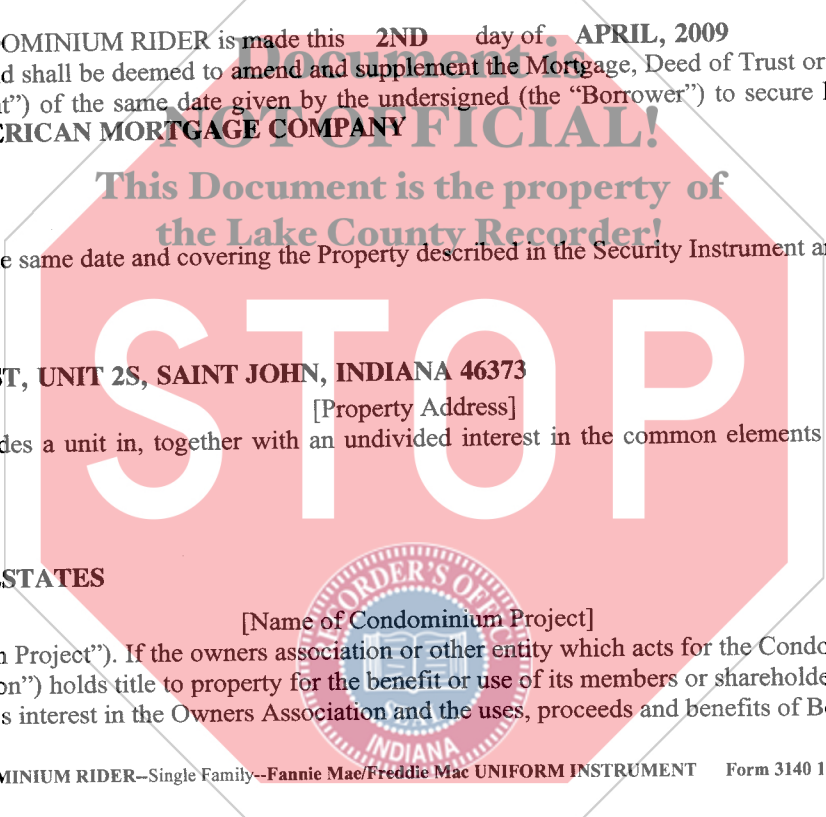 OMINIUM RIDER is made this 2ND day of APRIL, 2009
Document is
d shall be deemed to amend and supplement the Mortgage, Deed of Trust or
t”) of the same date given by the undersigned (the “Borrower”) to secure
NOT OFFICIAL!
ERICAN MORTGAGE COMPANY
This Document is the property of
the Lake County Recorder!
e same date and covering the Property described in the Security Instrument a
STOP
ST, UNIT 2S, SAINT JOHN, INDIANA 46373
[Property Address]
des a unit in, together with an undivided interest in the common elements
STATES
RECORDER'S OFFIC
[Name of Condominium Project]
n Project”). If the owners association or other entity which acts for the Condo
on”) holds title to property for the benefit or use of its members or shareholde
SEAL
s interest in the Owners Association and the uses, proceeds and benefits of B
INDIANA
MINIUM RIDER--Single Family--Fannie Mae/Freddie Mac UNIFORM INSTRUMENT Form 3140 1